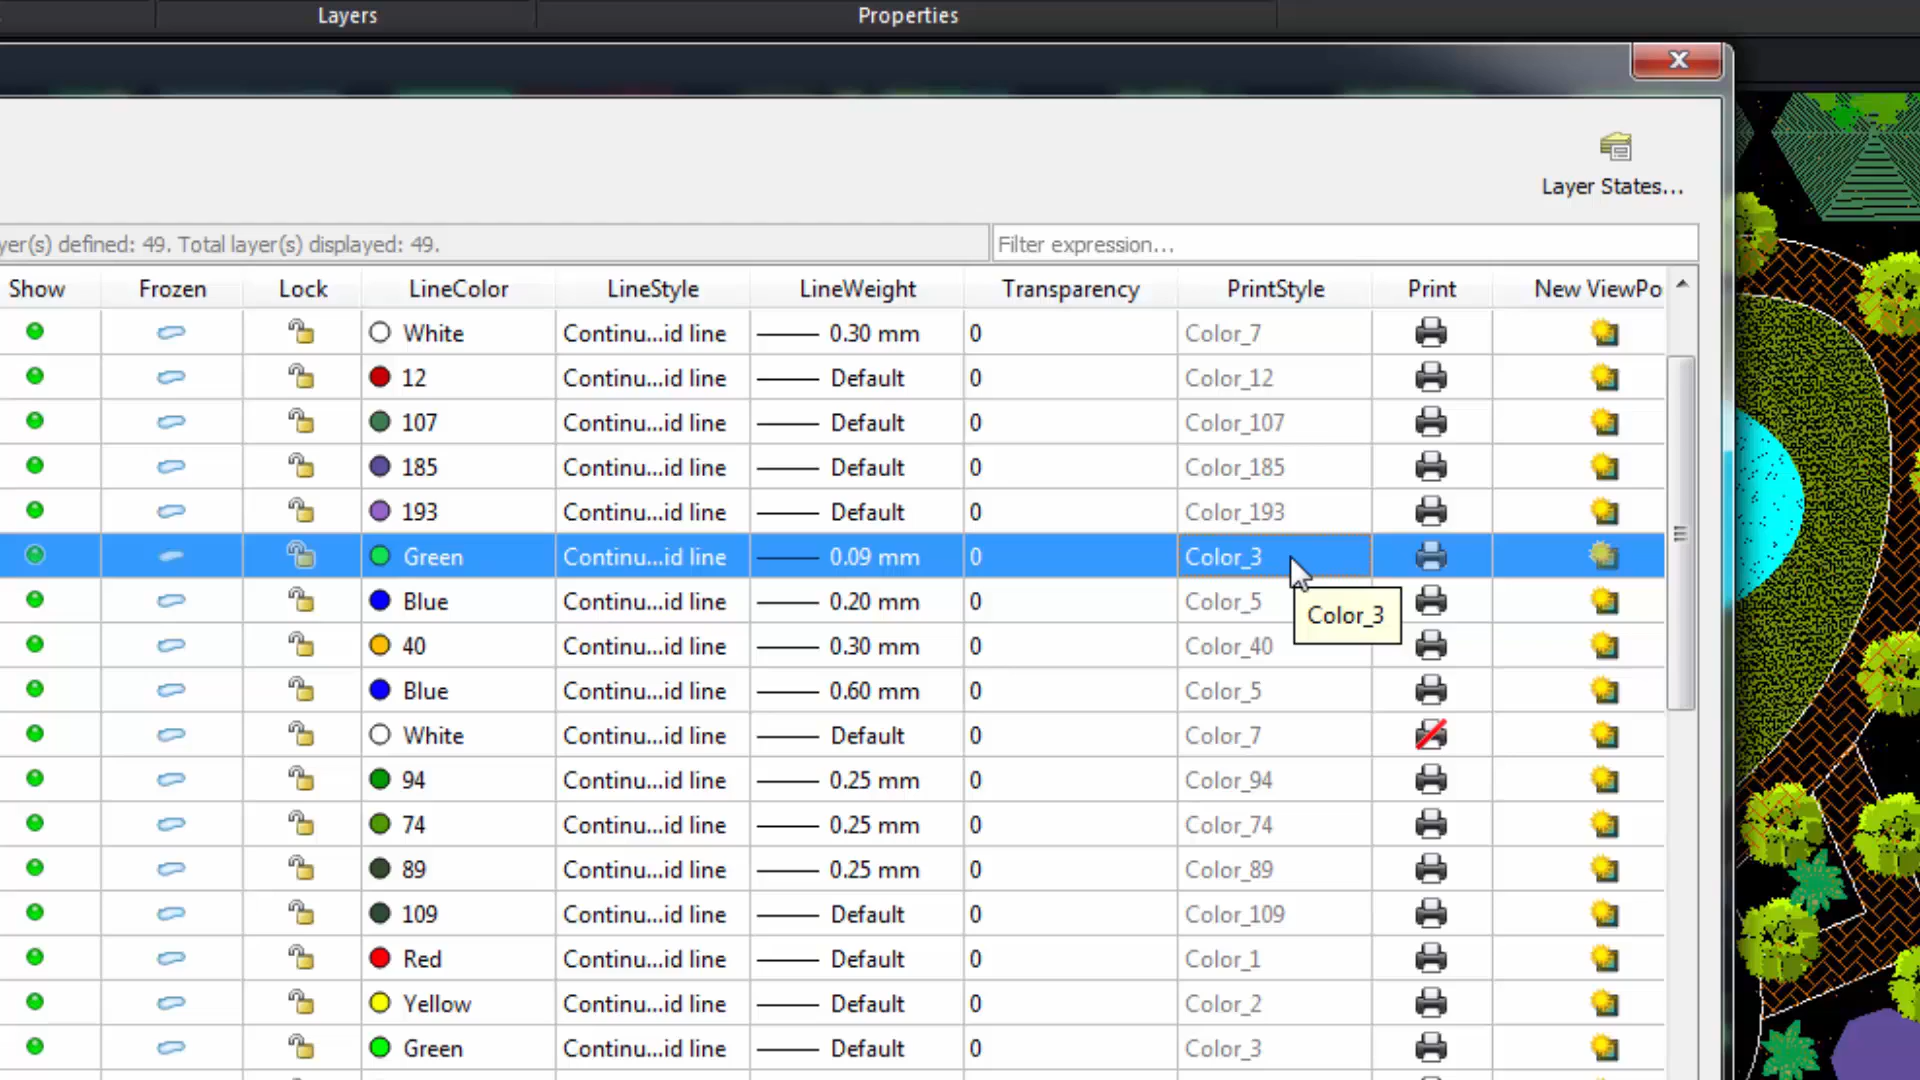 Layers Properties
Layer States...
yer(s) defined: 49. Total layer(s) displayed: 49. Filter expression...
Show Frozen Lock LineColor LineStyle LineWeight Transparency PrintStyle Print New ViewPo
White Continu...id line 0.30 mm 0 Color_7
12 Continu...id line Default 0 Color_12
107 Continu...id line Default 0 Color_107
185 Continu...id line Default 0 Color_185
193 Continu...id line Default 0 Color_193
Green Continu...id line 0.09 mm 0 Color_3
Blue Continu...id line 0.20 mm 0 Color_5
Color_3
40 Continu...id line 0.30 mm 0 Color_40
Blue Continu...id line 0.60 mm 0 Color_5
White Continu...id line Default 0 Color_7
94 Continu...id line 0.25 mm 0 Color_94
74 Continu...id line 0.25 mm 0 Color_74
89 Continu...id line 0.25 mm 0 Color_89
109 Continu...id line Default 0 Color_109
Red Continu...id line Default 0 Color_1
Yellow Continu...id line Default 0 Color_2
Green Continu...id line Default 0 Color_3